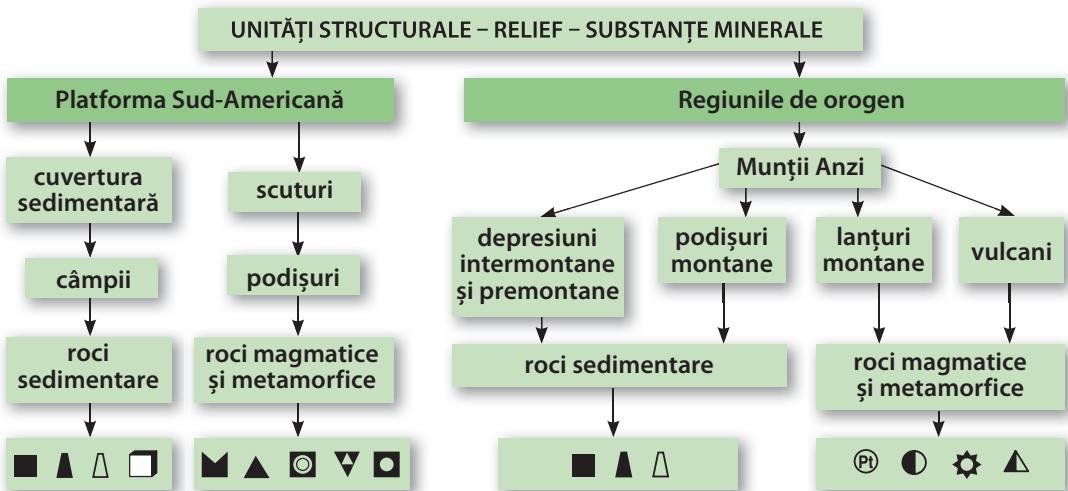 UNITĂȚI STRUCTURALE – RELIEF – SUBSTANȚE MINERALE
Platforma Sud-Americană
cuvertura
sedimentară
câmpii
roci
sedimentare
scuturi
podișuri
roci magmatice
și metamorfice
Regiunile de orogen
Munții Anzi
depresiuni
intermontane
și premontane
podișuri
montane
roci sedimentare
lanțuri
montane
vulcani
roci magmatice
și metamorfice
Pt